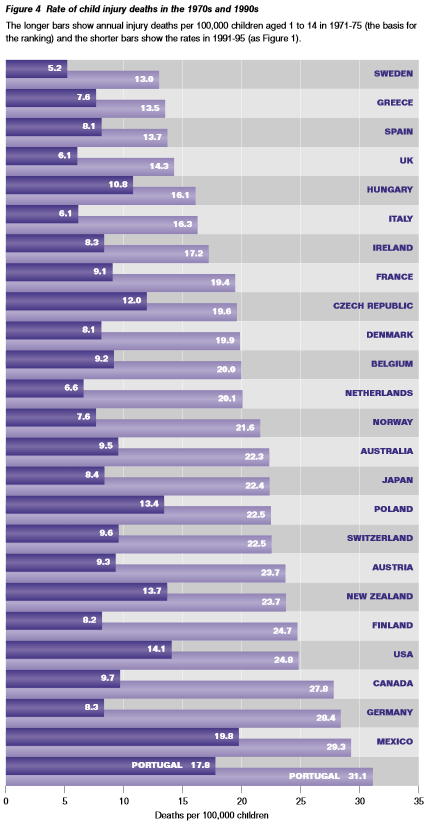 Figure 4 Rate of child injury deaths in the 1970s and 1990s
The longer bars show annual injury deaths per 100,000 children aged 1 to 14 in 1971-75 (the basis for
the ranking) and the shorter bars show the rates in 1991-95 (as Figure 1).
5.2
13.0 SWEDEN
7.6
13.5 GREECE
8.1
13.7 SPAIN
6.1
14.3 UK
10.8
16.1 HUNGARY
6.1
16.3 ITALY
8.3
17.2 IRELAND
9.1
19.4 FRANCE
12.0
19.6 CZECH REPUBLIC
8.1
19.9 DENMARK
9.2
20.0 BELGIUM
6.6
20.1 NETHERLANDS
7.6
21.6 NORWAY
9.5
22.3 AUSTRALIA
8.4
22.4 JAPAN
13.4
22.5 POLAND
9.6
22.5 SWITZERLAND
9.3
23.7 AUSTRIA
13.7
23.7 NEW ZEALAND
8.2
24.7 FINLAND
14.1
24.8 USA
9.7
27.8 CANADA
8.3
28.4 GERMANY
19.8
29.3 MEXICO
PORTUGAL 17.8
PORTUGAL 31.1
0 5 10 15 20 25 30 35
Deaths per 100,000 children